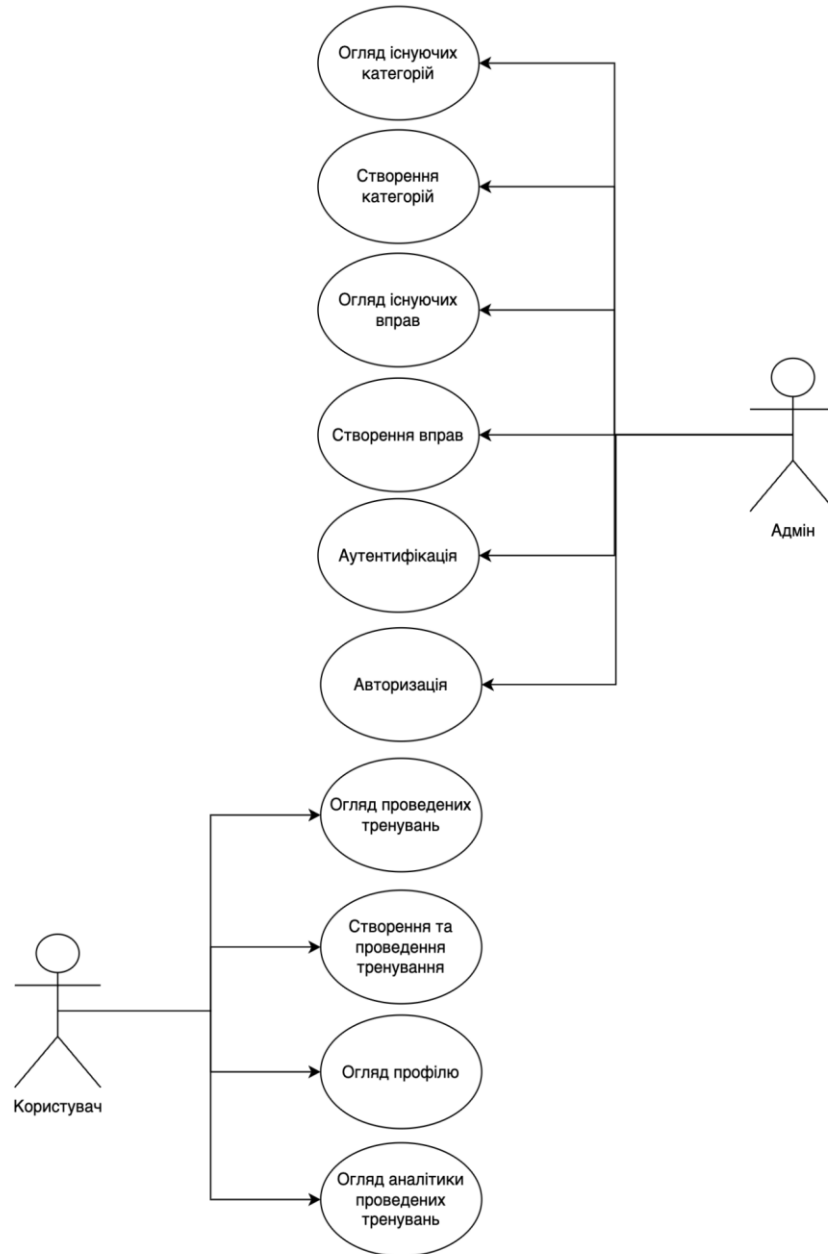 Огляд існуючих
категорій
Створення
категорій
Огляд існуючих
вправ
Створення вправ
Адмін
Аутентифікація
Авторизація
Огляд проведених
тренувань
Створення та
проведення
тренування
Огляд профілю
Користувач
Огляд аналітики
проведених
тренувань